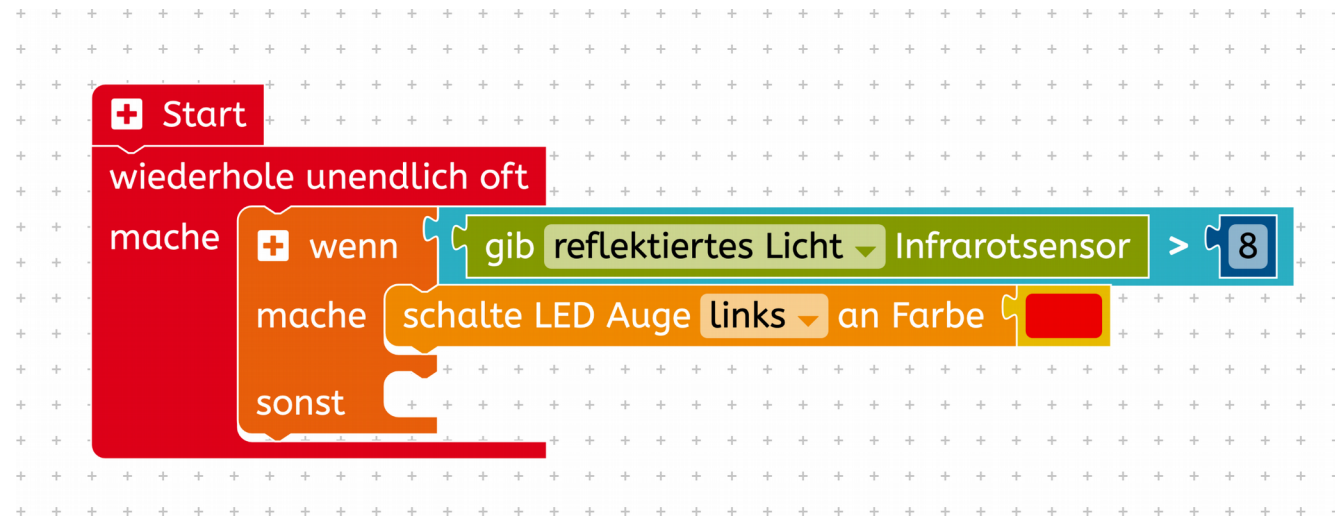 Start
wiederhole unendlich oft
mache wenn gib reflektiertes Licht Infrarotsensor > 8
mache schalte LED Auge links an Farbe
sonst